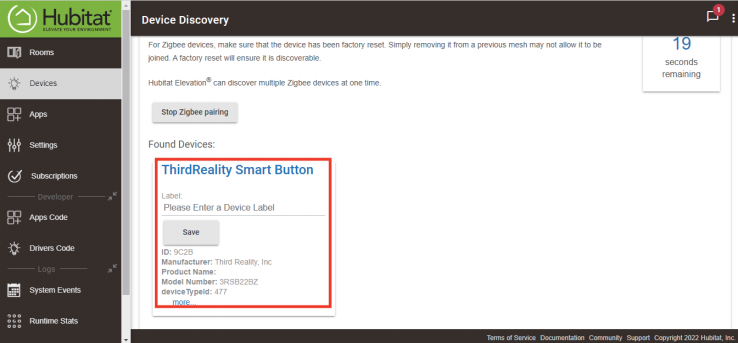 Hubitat®
ELEVATE YOUR ENVIRONMENT
Rooms
Devices
Apps
Settings
Subscriptions
Developer
Apps Code
Drivers Code
Logs
System Events
Runtime Stats
Device Discovery
1
For Zigbee devices, make sure that the device has been factory reset. Simply removing it from a previous mesh may not allow it to be
joined. A factory reset will ensure it is discoverable.
Hubitat Elevation® can discover multiple Zigbee devices at one time.
19
seconds
remaining
Stop Zigbee pairing
Found Devices:
ThirdReality Smart Button
Label:
Please Enter a Device Label
Save
ID: 9C2B
Manufacturer: Third Reality, Inc
Product Name:
Model Number: 3RSB22BZ
deviceTypeId: 477
more...
Terms of Service Documentation Community Support Copyright 2022 Hubitat, Inc.